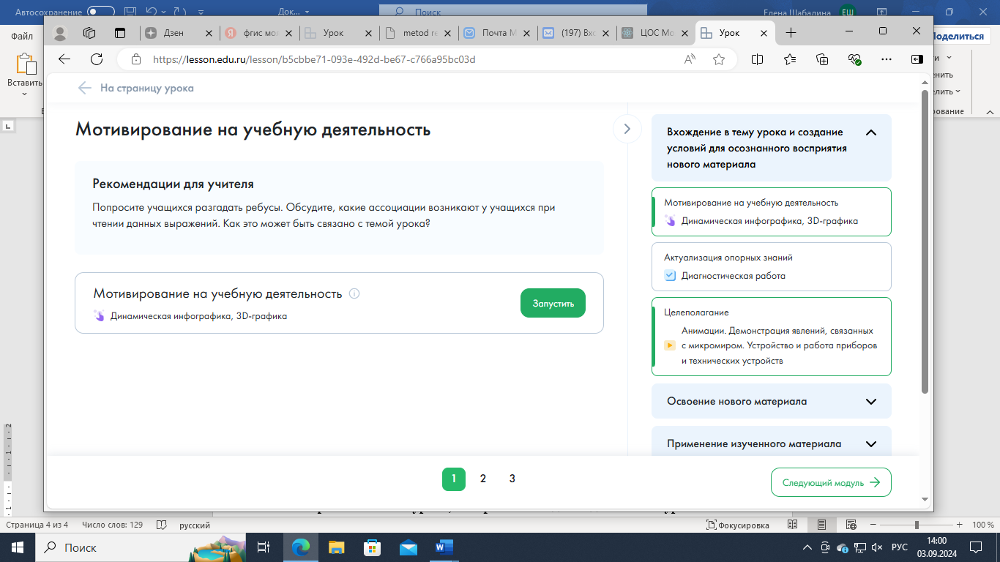 Автосохранение
Док...
Поиск
Елена Шабалина
ЕШ
Файл
Поделиться
Вставить
Дзен
фгис мо
Урок
metod r
Почта М
(197) Вх
ЦОС Мо
Урок
https://lesson.edu.ru/lesson/b5cbbe71-093e-492d-be67-c766a95bc03d
На страницу урока
Мотивирование на учебную деятельность
Рекомендации для учителя
Попросите учащихся разгадать ребусы. Обсудите, какие ассоциации возникают у учащихся при
чтении данных выражений. Как это может быть связано с темой урока?
Мотивирование на учебную деятельность
Динамическая инфографика, 3D-графика
Запустить
Вхождение в тему урока и создание
условий для осознанного восприятия
нового материала
Мотивирование на учебную деятельность
Динамическая инфографика, 3D-графика
Актуализация опорных знаний
Диагностическая работа
Целеполагание
Анимации. Демонстрация явлений, связанных
с микромиром. Устройство и работа приборов
и технических устройств
Освоение нового материала
Применение изученного материала
1 2 3
Следующий модуль
Страница 4 из 4
Число слов: 129
русский
Фокусировка
100 %
Поиск
РУС
14:00
03.09.2024